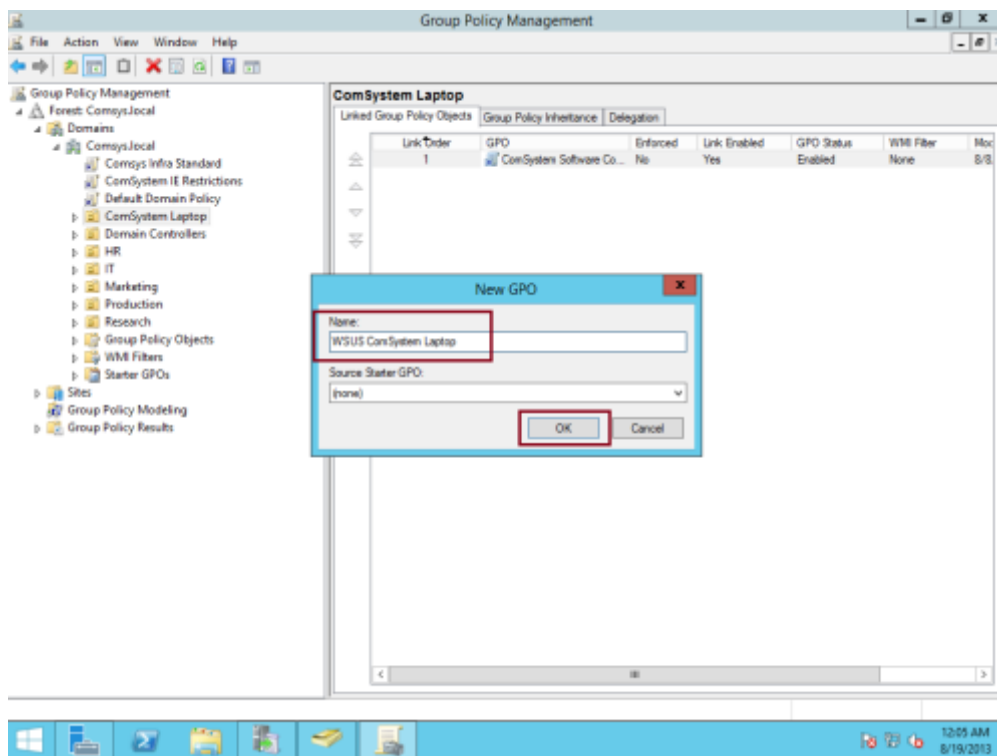 Group Policy Management
File Action View Window Help
Group Policy Management
Forest: Comsys.local
Domains
Comsys.local
Comsys Infra Standard
ComSystem IE Restrictions
Default Domain Policy
ComSystem Laptop
Domain Controllers
HR
IT
Marketing
Production
Research
Group Policy Objects
WMI Filters
Starter GPOs
Sites
Group Policy Modeling
Group Policy Results
ComSystem Laptop
Linked Group Policy Objects Group Policy Inheritance Delegation
Link Order GPO Enforced Link Enabled GPO Status WMI Filter Moc
1 ComSystem Software Co... No Yes Enabled None 8/8.
New GPO
Name:
WSUS ComSystem Laptop
Source Starter GPO:
(none)
OK Cancel
12:05 AM
8/19/2013